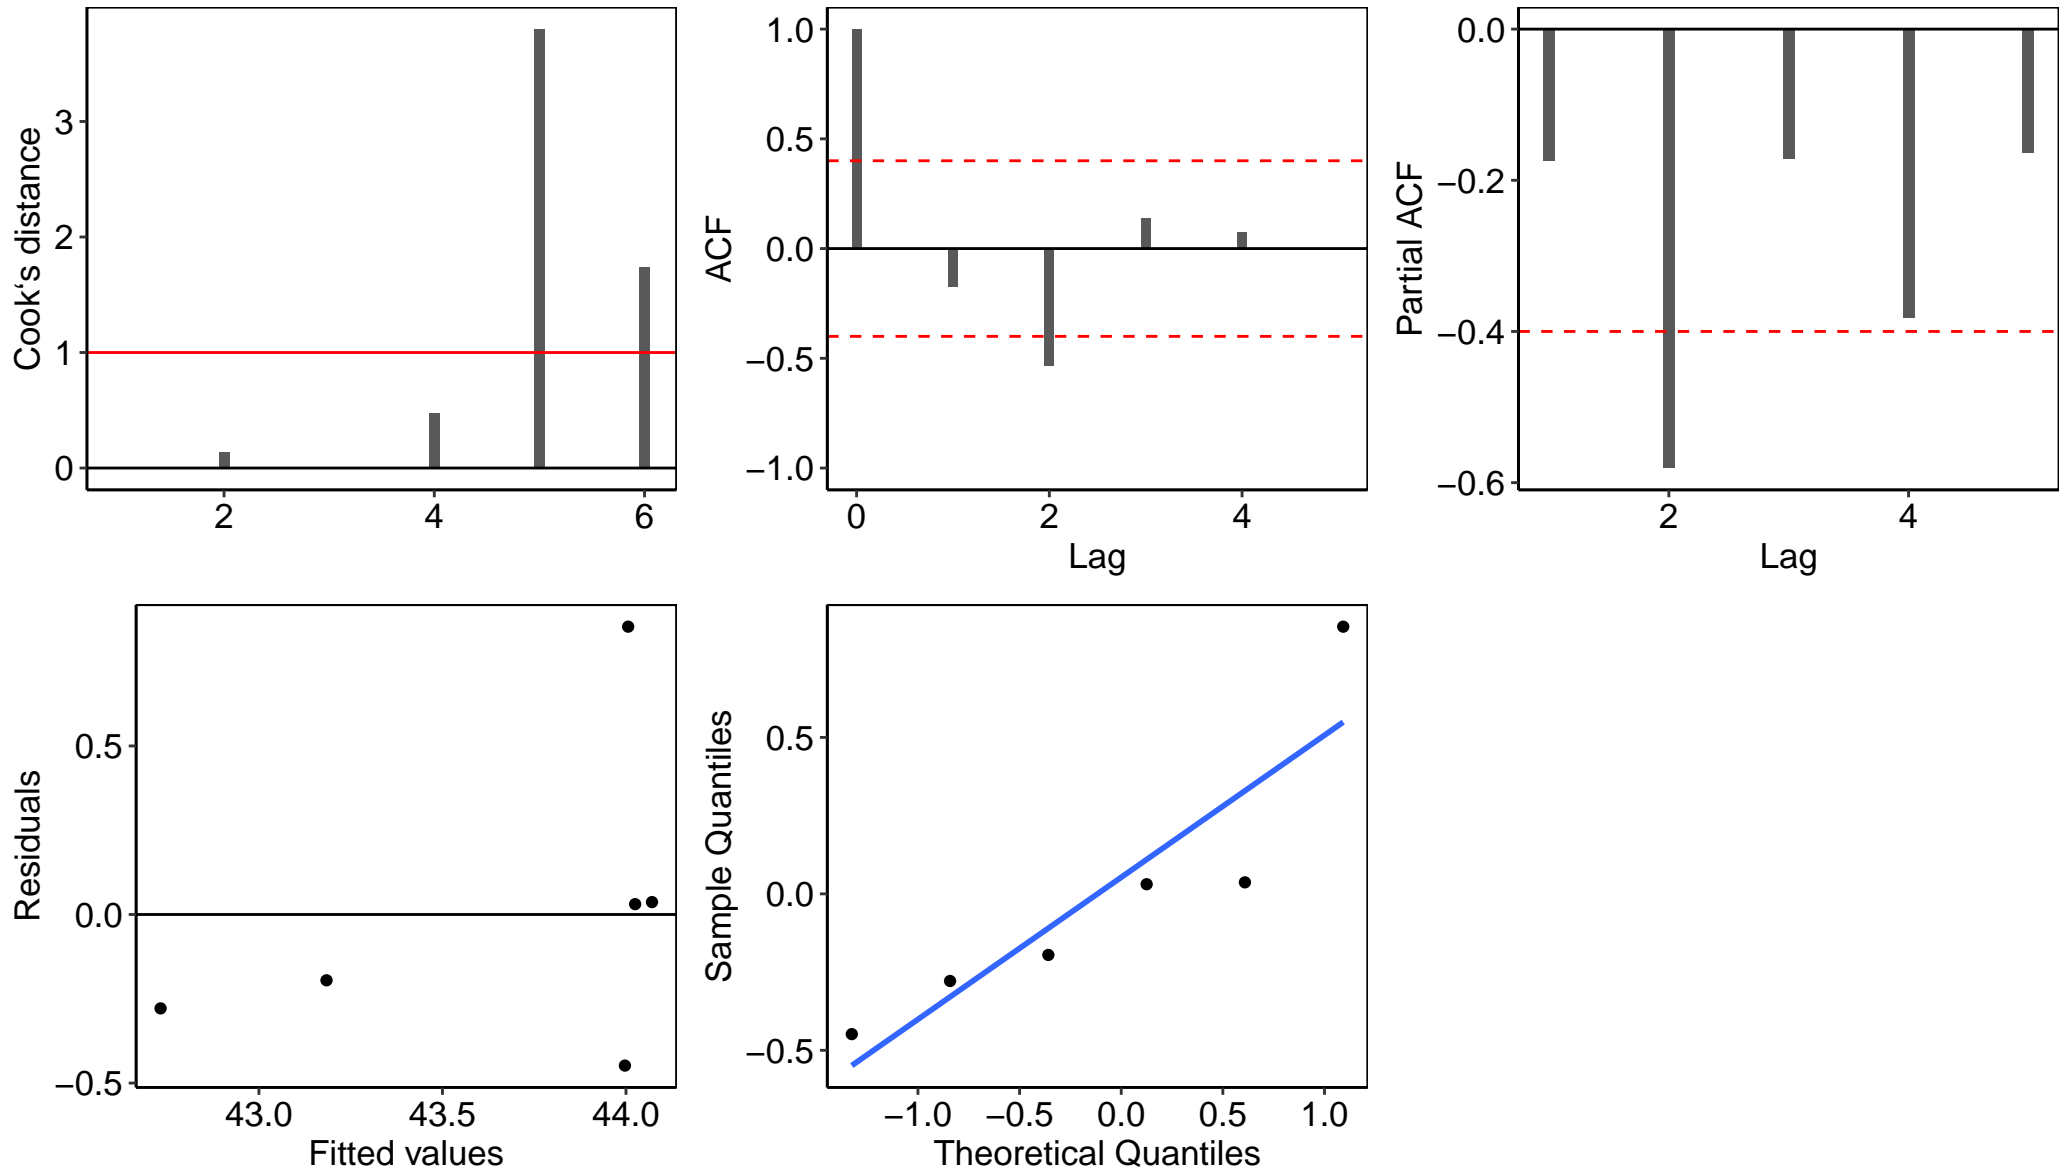 Cook‘s distance
3
2
1
0
2 4 6
ACF
1.0
0.5
0.0
−0.5
−1.0
0 2 4
Lag
Partial ACF
0.0
−0.2
−0.4
−0.6
2 4
Lag
Residuals
0.5
0.0
−0.5
43.0 43.5 44.0
Fitted values
Sample Quantiles
0.5
0.0
−0.5
−1.0 −0.5 0.0 0.5 1.0
Theoretical Quantiles